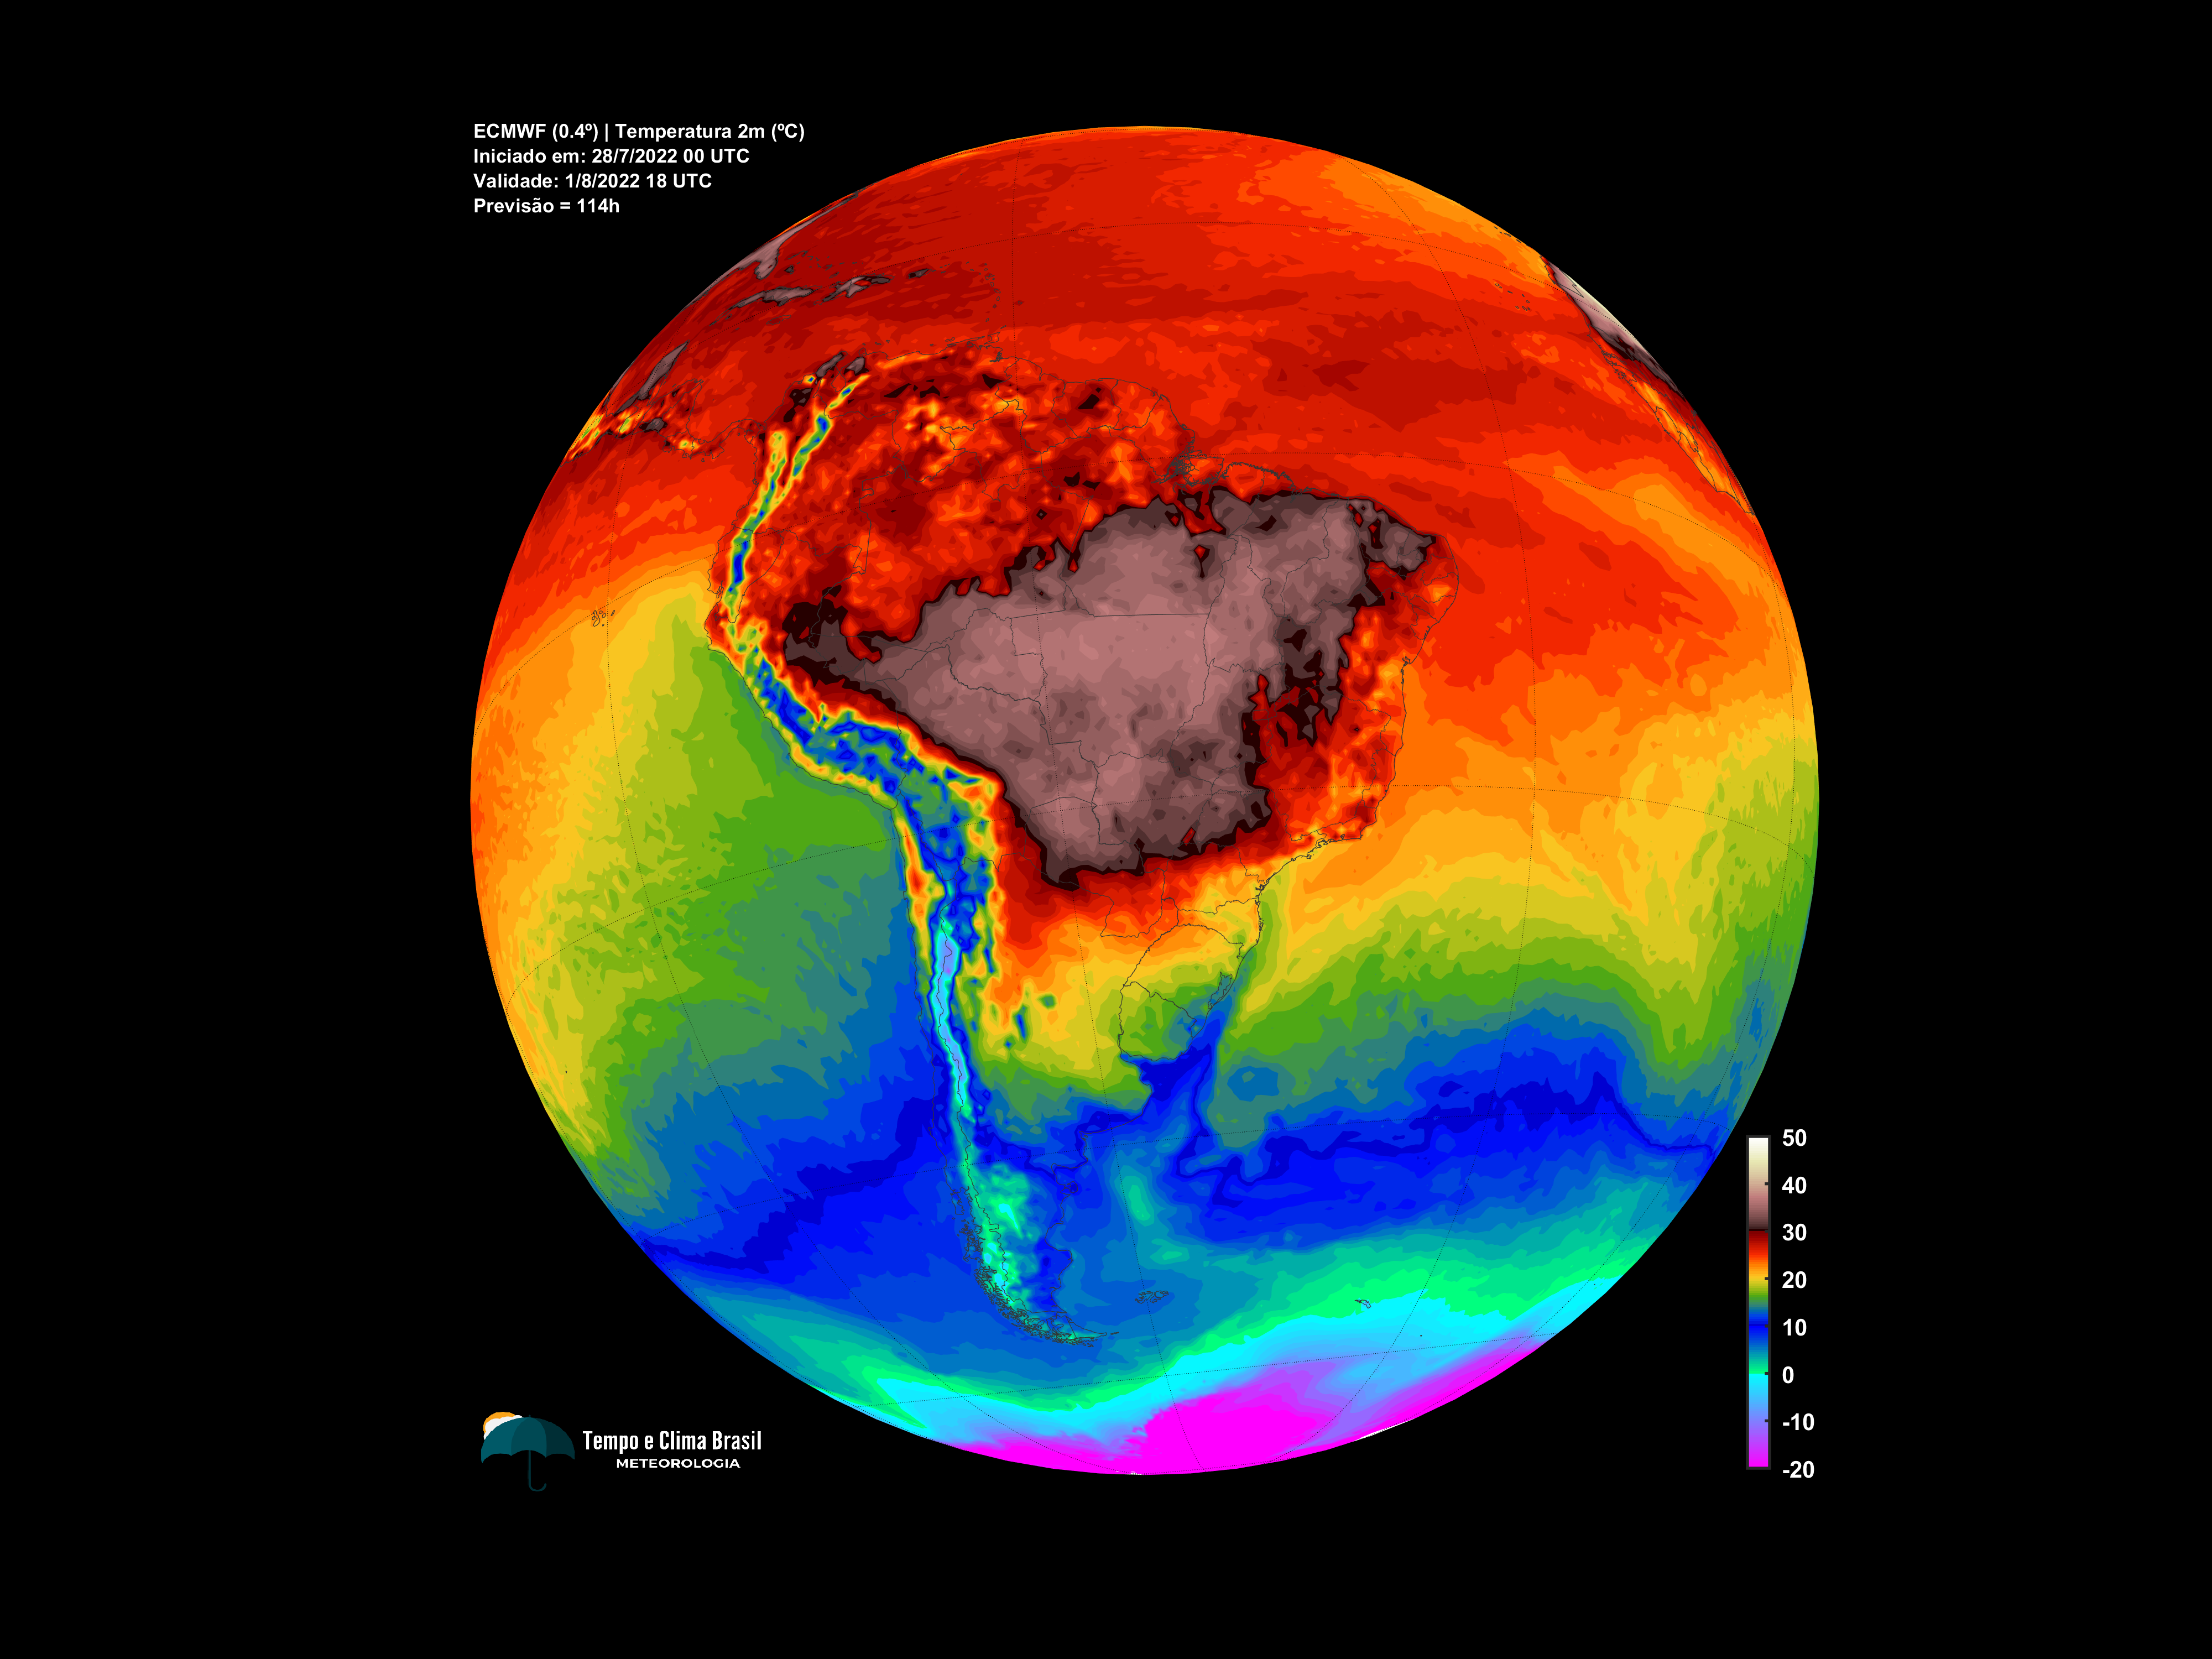 ECMWF (0.4º) | Temperatura 2m (ºC)
Iniciado em: 28/7/2022 00 UTC
Validade: 1/8/2022 18 UTC
Previsão = 114h
50
40
30
20
10
0
-10
-20
Tempo e Clima Brasil
METEOROLOGIA